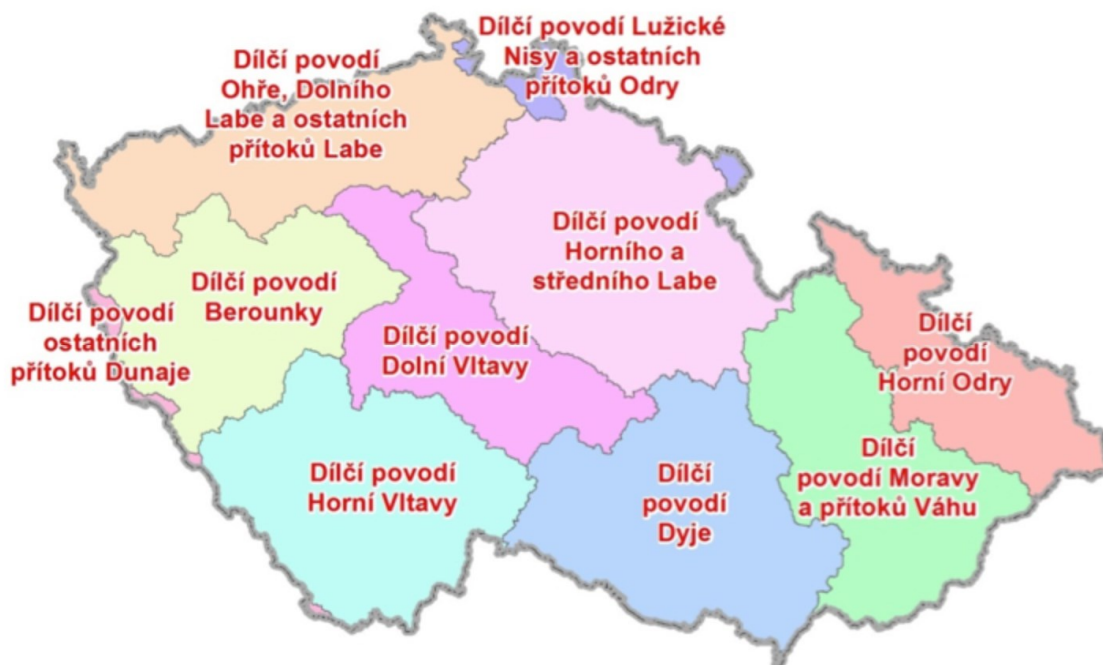 Dílčí povodí
Ohře, Dolního
Labe a ostatních
přítoků Labe
Dílčí povodí Lužické
Nisy a ostatních
přítoků Odry
Dílčí povodí
Horního a
středního Labe
Dílčí povodí
Berounky
Dílčí povodí
ostatních
přítoků Dunaje
Dílčí povodí
Dolní Vltavy
Dílčí
povodí
Horní Odry
Dílčí povodí
Horní Vltavy
Dílčí
povodí
Dyje
Dílčí
povodí Moravy
a přítoků Váhu